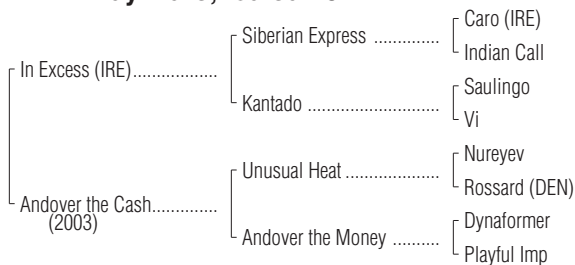 Caro (IRE)
Siberian Express ..............
Indian Call
In Excess (IRE)..................
Saulingo
Kantado ............................
Vi
Nureyev
Unusual Heat ....................
Rossard (DEN)
Andover the Cash..............
(2003)
Dynaformer
Andover the Money ..........
Playful Imp